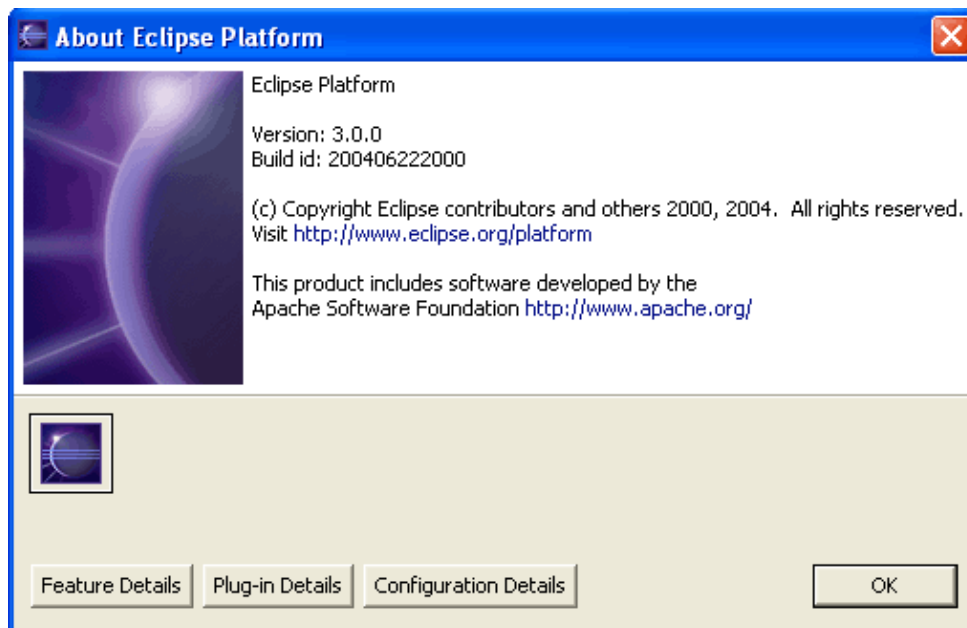 About Eclipse Platform
Eclipse Platform
Version: 3.0.0
Build id: 200406222000
(c) Copyright Eclipse contributors and others 2000, 2004.  All rights reserved.
Visit http://www.eclipse.org/platform
This product includes software developed by the
Apache Software Foundation http://www.apache.org/
Feature Details Plug-in Details Configuration Details OK